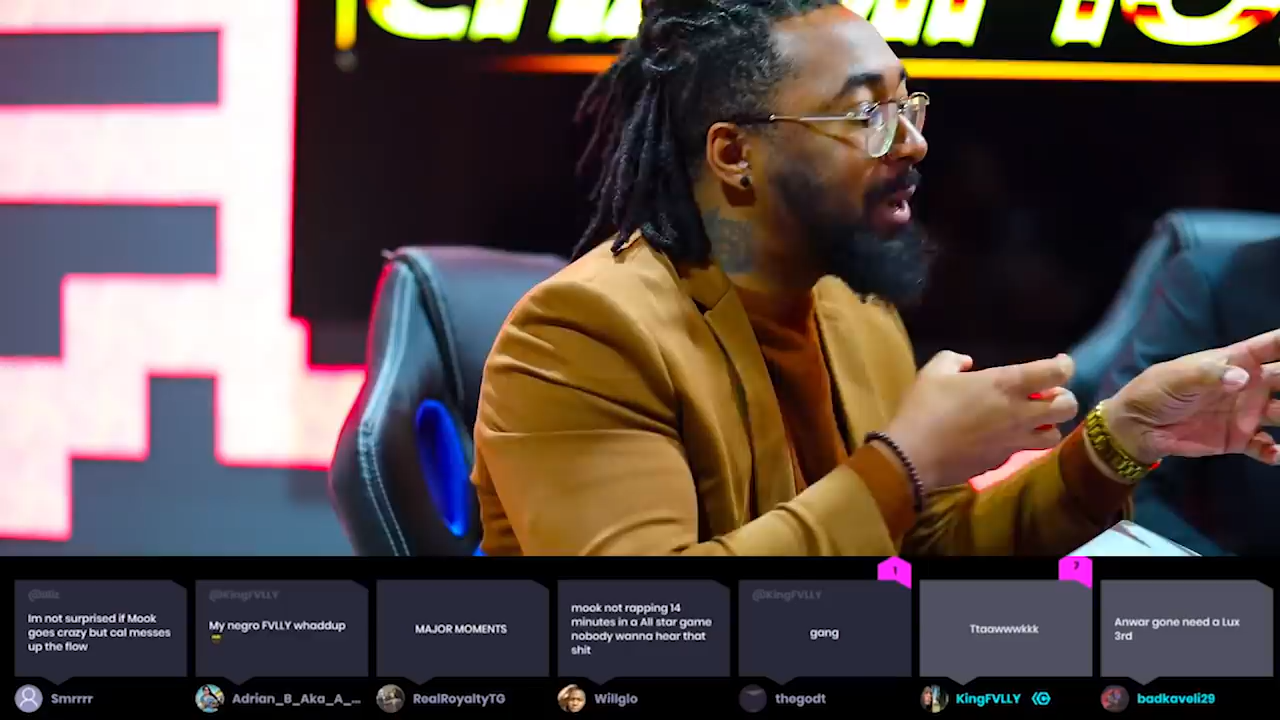 @KingFVLLY
@KingFVLLY
1
7
Im not surprised if Mook
goes crazy but cal messes
up the flow
My negro FVLLY whaddup
MAJOR MOMENTS
mook not rapping 14
minutes in a All star game
nobody wanna hear that
shit
gang
Ttaawwwkkk
Anwar gone need a Lux
3rd
Smrrrr
Adrian_B_Aka_A_...
RealRoyaltyTG
Willglo
thegodt
KingFVLLY
badkaveli29